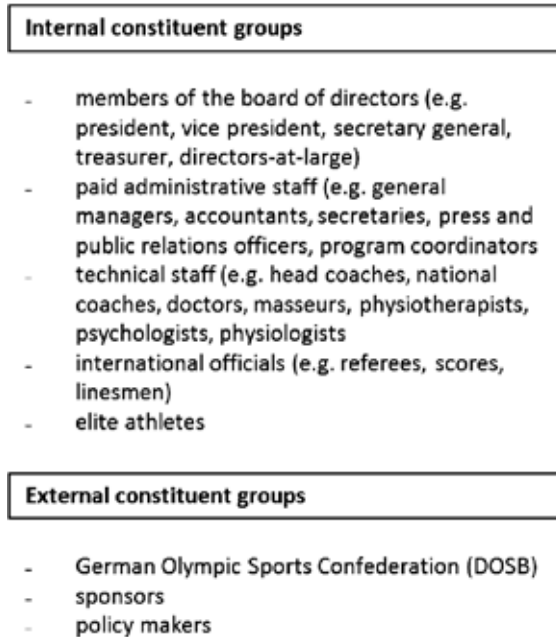 Internal constituent groups
- members of the board of directors (e.g.
president, vice president, secretary general,
treasurer, directors-at-large)
- paid administrative staff (e.g. general
managers, accountants, secretaries, press and
public relations officers, program coordinators
- technical staff (e.g. head coaches, national
coaches, doctors, masseurs, physiotherapists,
psychologists, physiologists
- international officials (e.g. referees, scores,
linesmen)
- elite athletes
External constituent groups
- German Olympic Sports Confederation (DOSB)
- sponsors
- policy makers